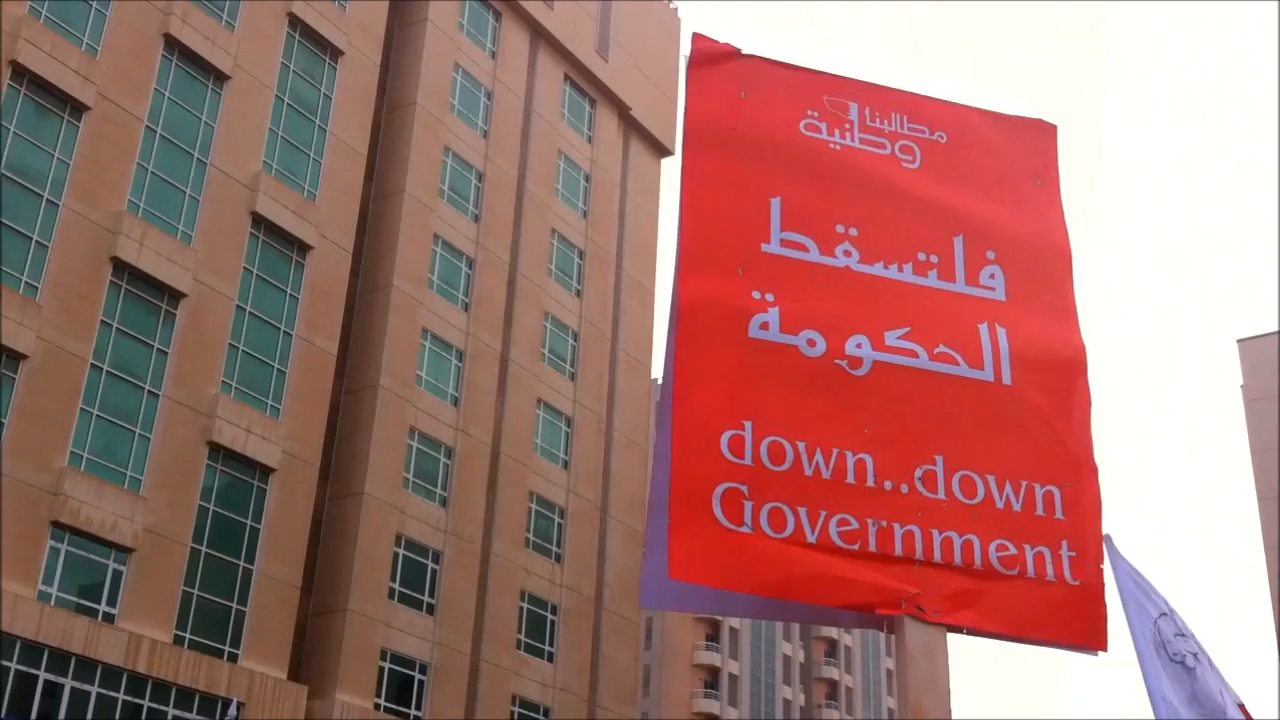 مطالبنا
وطنية
فلتسقط
الحكومة
down..down
Government